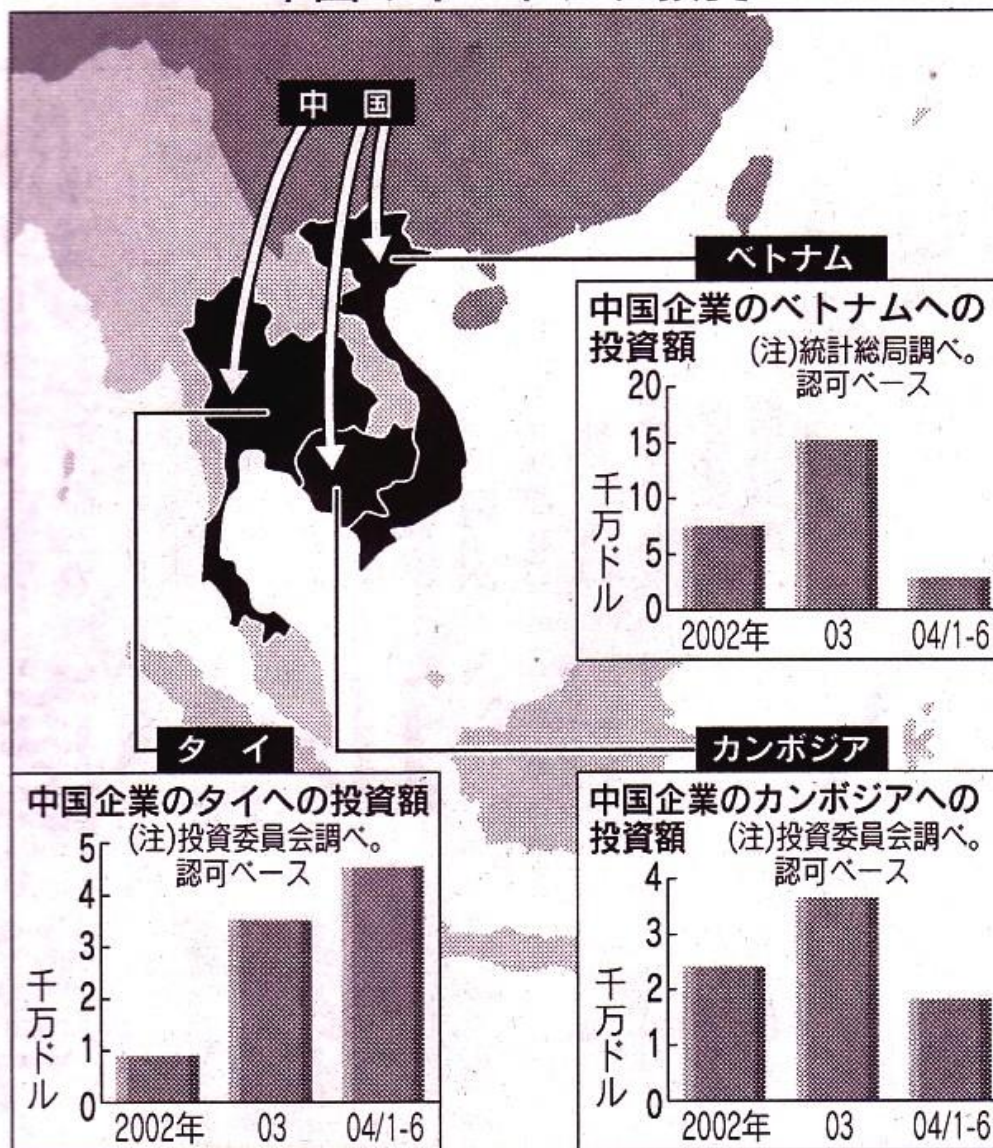 中国
ベトナム
中国企業のベトナムへの
投資額 (注)統計総局調べ。
認可ベース
20
15
10
5
0
千万ドル
2002年 03 04/1-6
タイ
中国企業のタイへの投資額
(注)投資委員会調べ。
認可ベース
5
4
3
2
1
0
千万ドル
2002年 03 04/1-6
カンボジア
中国企業のカンボジアへの
投資額 (注)投資委員会調べ。
認可ベース
4
3
2
1
0
千万ドル
2002年 03 04/1-6